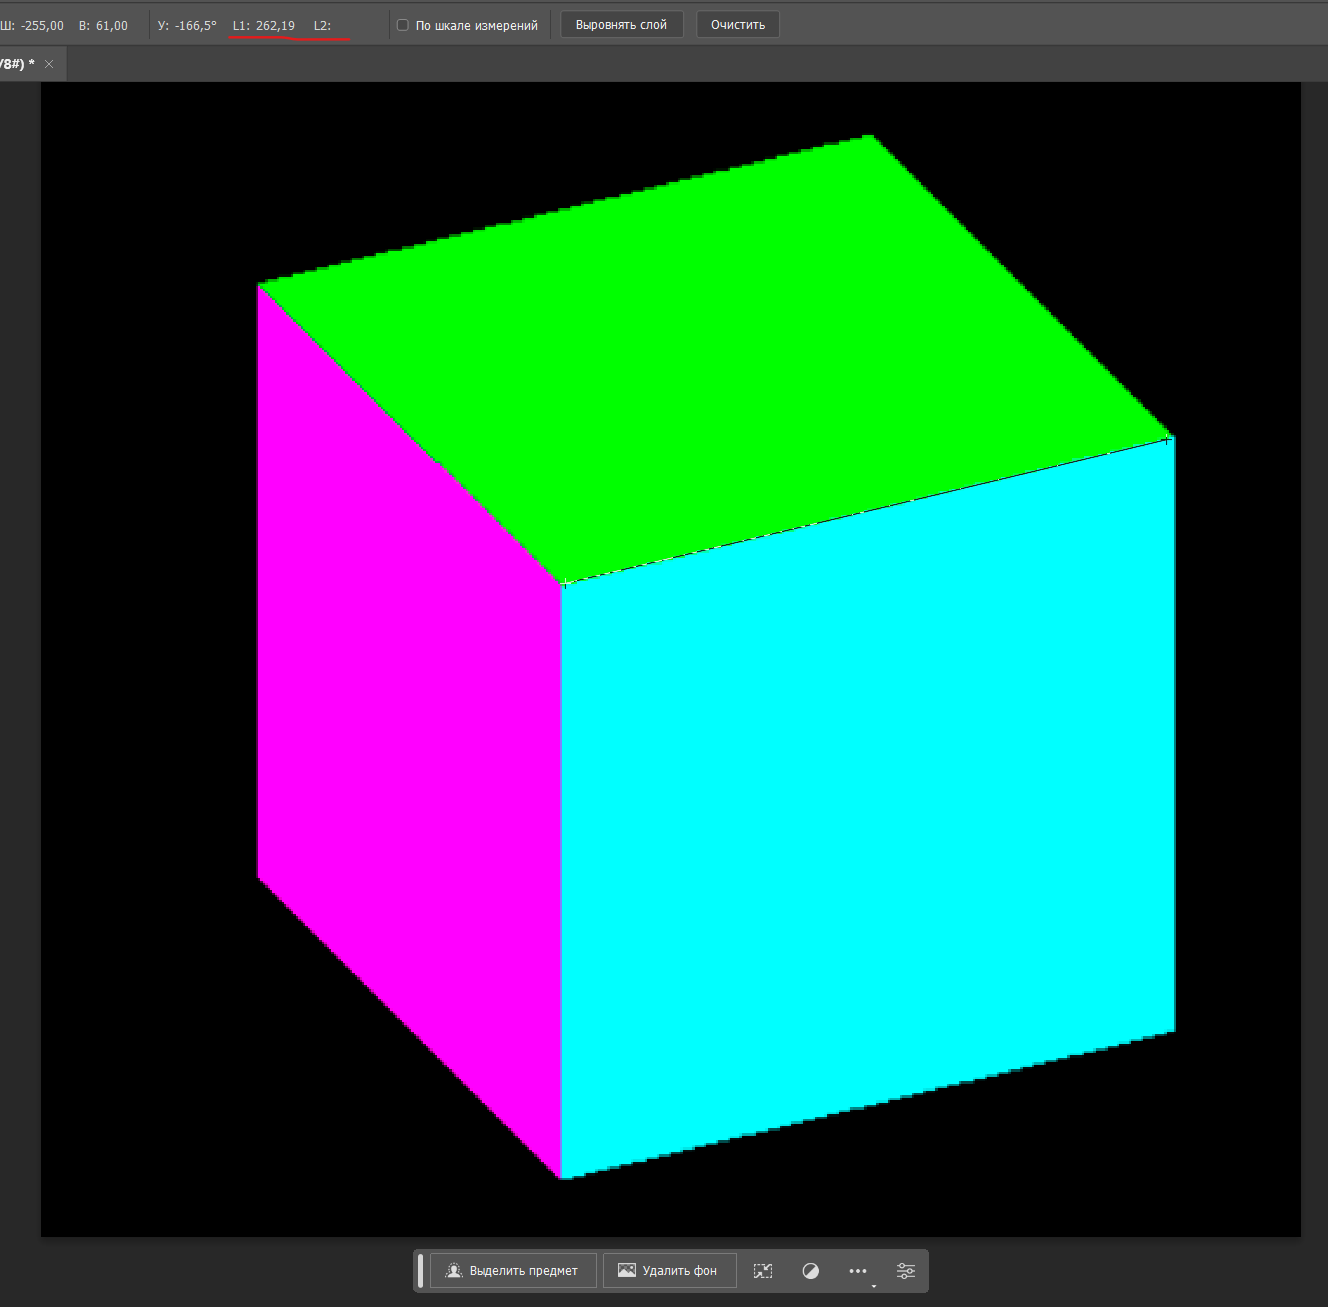 Ш: -255,00 В: 61,00 У: -166,5° L1: 262,19 L2: По шкале измерений Выровнять слой Очистить
/8#) * ×
Выделить предмет Удалить фон